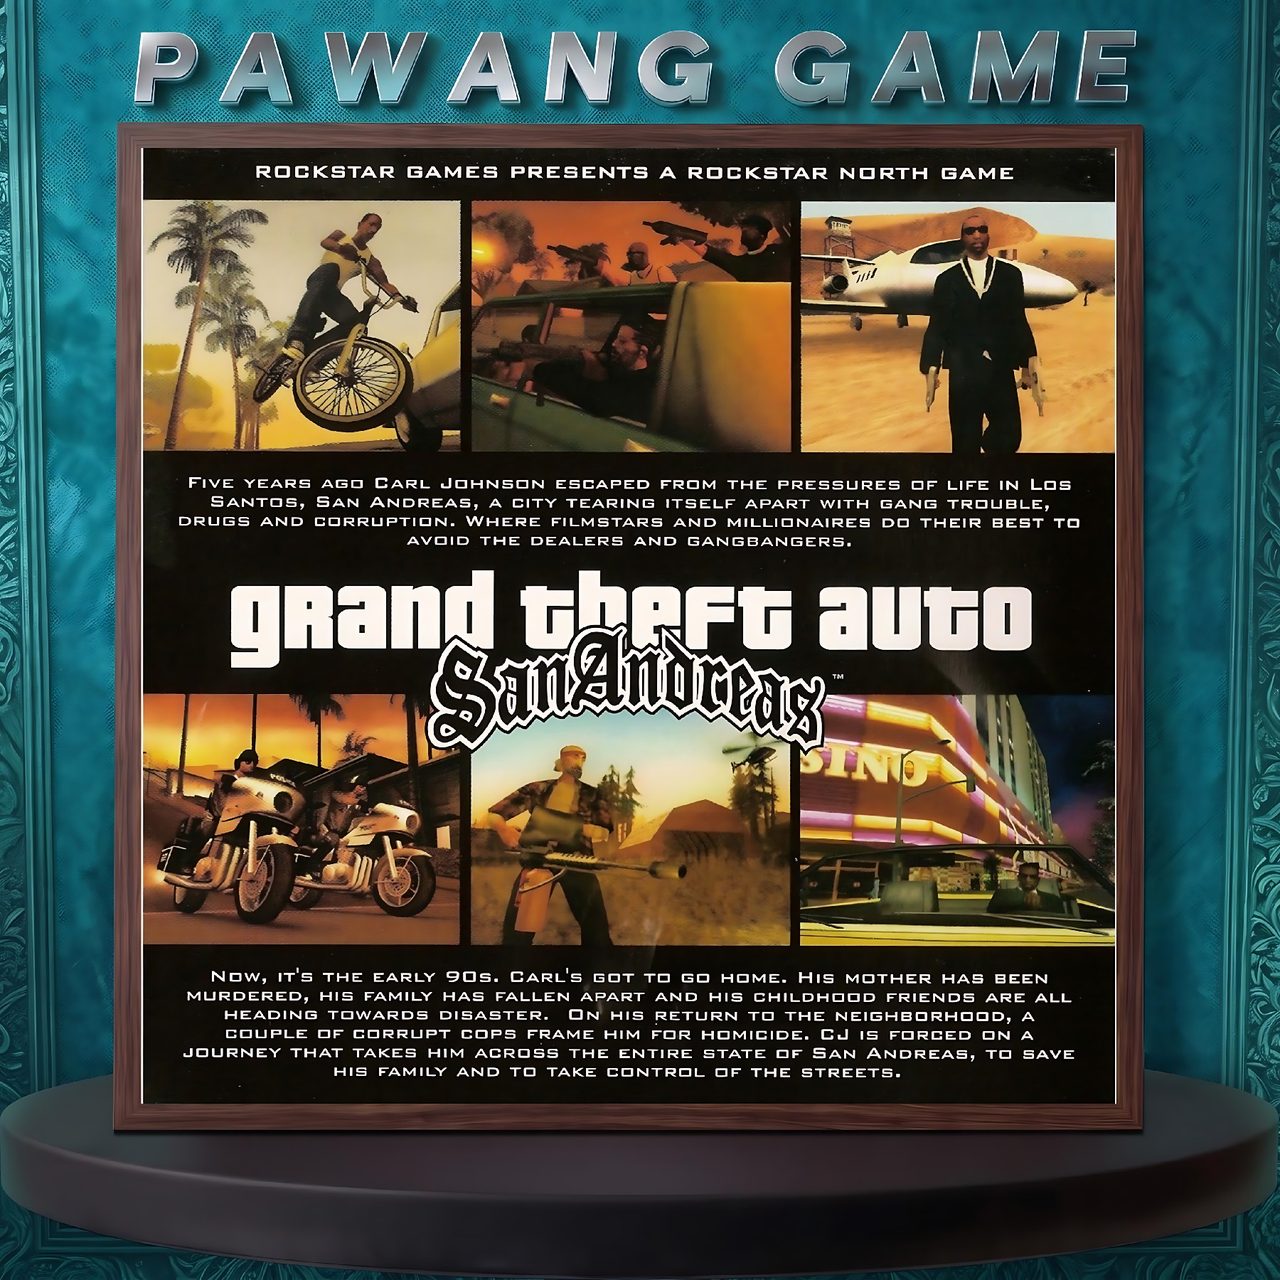 PAWANG GAME
ROCKSTAR GAMES PRESENTS A ROCKSTAR NORTH GAME
FIVE YEARS AGO CARL JOHNSON ESCAPED FROM THE PRESSURES OF LIFE IN LOS
SANTOS, SAN ANDREAS, A CITY TEARING ITSELF APART WITH GANG TROUBLE,
DRUGS AND CORRUPTION. WHERE FILMSTARS AND MILLIONAIRES DO THEIR BEST TO
AVOID THE DEALERS AND GANGBANGERS.
grand theft auto
San Andreas ™
POLICE
SINO
NOW, IT'S THE EARLY 90S. CARL'S GOT TO GO HOME. HIS MOTHER HAS BEEN
MURDERED, HIS FAMILY HAS FALLEN APART AND HIS CHILDHOOD FRIENDS ARE ALL
HEADING TOWARDS DISASTER. ON HIS RETURN TO THE NEIGHBORHOOD, A
COUPLE OF CORRUPT COPS FRAME HIM FOR HOMICIDE. CJ IS FORCED ON A
JOURNEY THAT TAKES HIM ACROSS THE ENTIRE STATE OF SAN ANDREAS, TO SAVE
HIS FAMILY AND TO TAKE CONTROL OF THE STREETS.